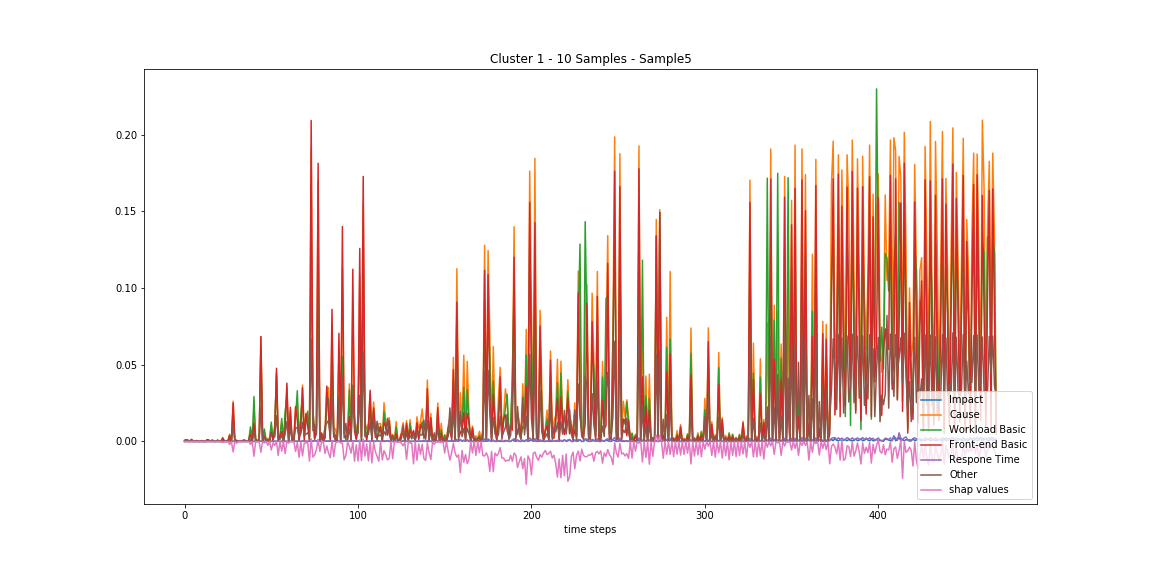 Cluster 1 - 10 Samples - Sample5
0.20
0.15
0.10
0.05
0.00
0
100
200
300
400
time steps
Impact
Cause
Workload Basic
Front-end Basic
Respone Time
Other
shap values